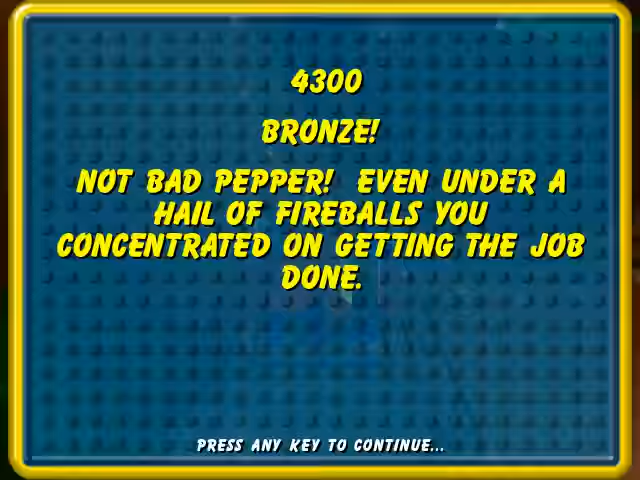 4300
BRONZE!
NOT BAD PEPPER!  EVEN UNDER A
HAIL OF FIREBALLS YOU
CONCENTRATED ON GETTING THE JOB
DONE.
PRESS ANY KEY TO CONTINUE...